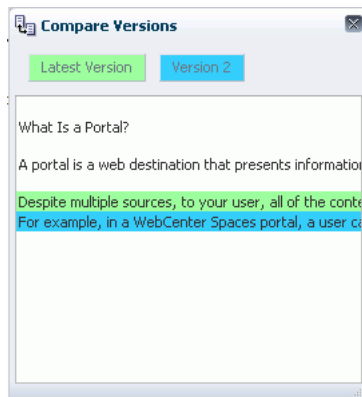 Compare Versions
Latest Version
Version 2
What Is a Portal?
A portal is a web destination that presents information
Despite multiple sources, to your user, all of the conte
For example, in a WebCenter Spaces portal, a user ca